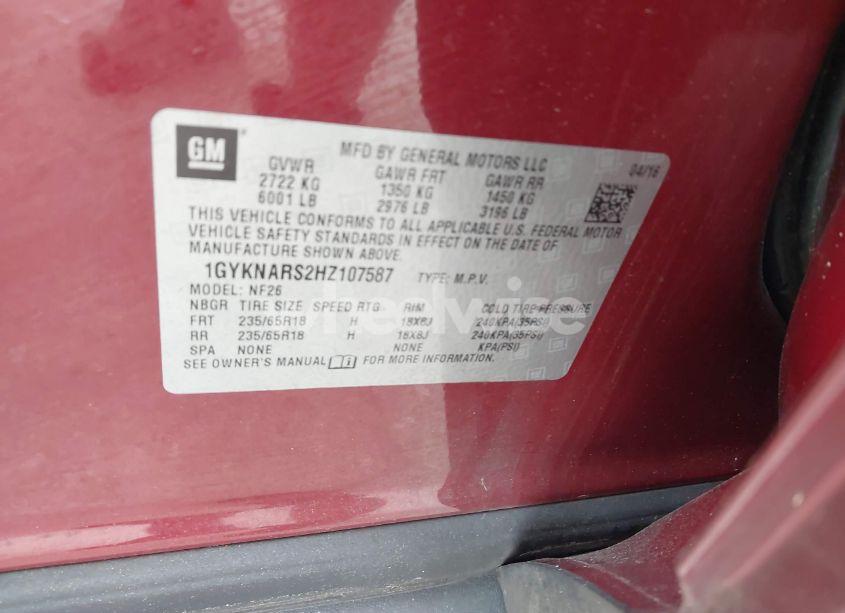 GM
MFD BY GENERAL MOTORS LLC
04/16
GVWR GAWR FRT GAWR RR
2722 KG 1350 KG 1450 KG
6001 LB 2976 LB 3196 LB
THIS VEHICLE CONFORMS TO ALL APPLICABLE U.S. FEDERAL MOTOR
VEHICLE SAFETY STANDARDS IN EFFECT ON THE DATE OF
MANUFACTURE SHOWN ABOVE.
1GYKNARS2HZ107587 TYPE: M.P.V.
MODEL: NF26
NBGR TIRE SIZE SPEED RTG RIM COLD TIRE PRESSURE
FRT 235/65R18 H 18X8J 240KPA(35PSI)
RR 235/65R18 H 18X8J 240KPA(35PSI)
SPA NONE NONE KPA(PSI)
SEE OWNER'S MANUAL FOR MORE INFORMATION.